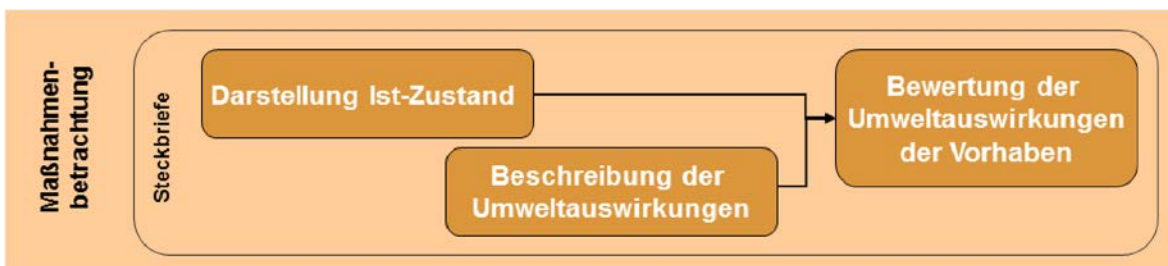 Maßnahmen-
betrachtung
Steckbriefe
Darstellung Ist-Zustand
Beschreibung der
Umweltauswirkungen
Bewertung der
Umweltauswirkungen
der Vorhaben